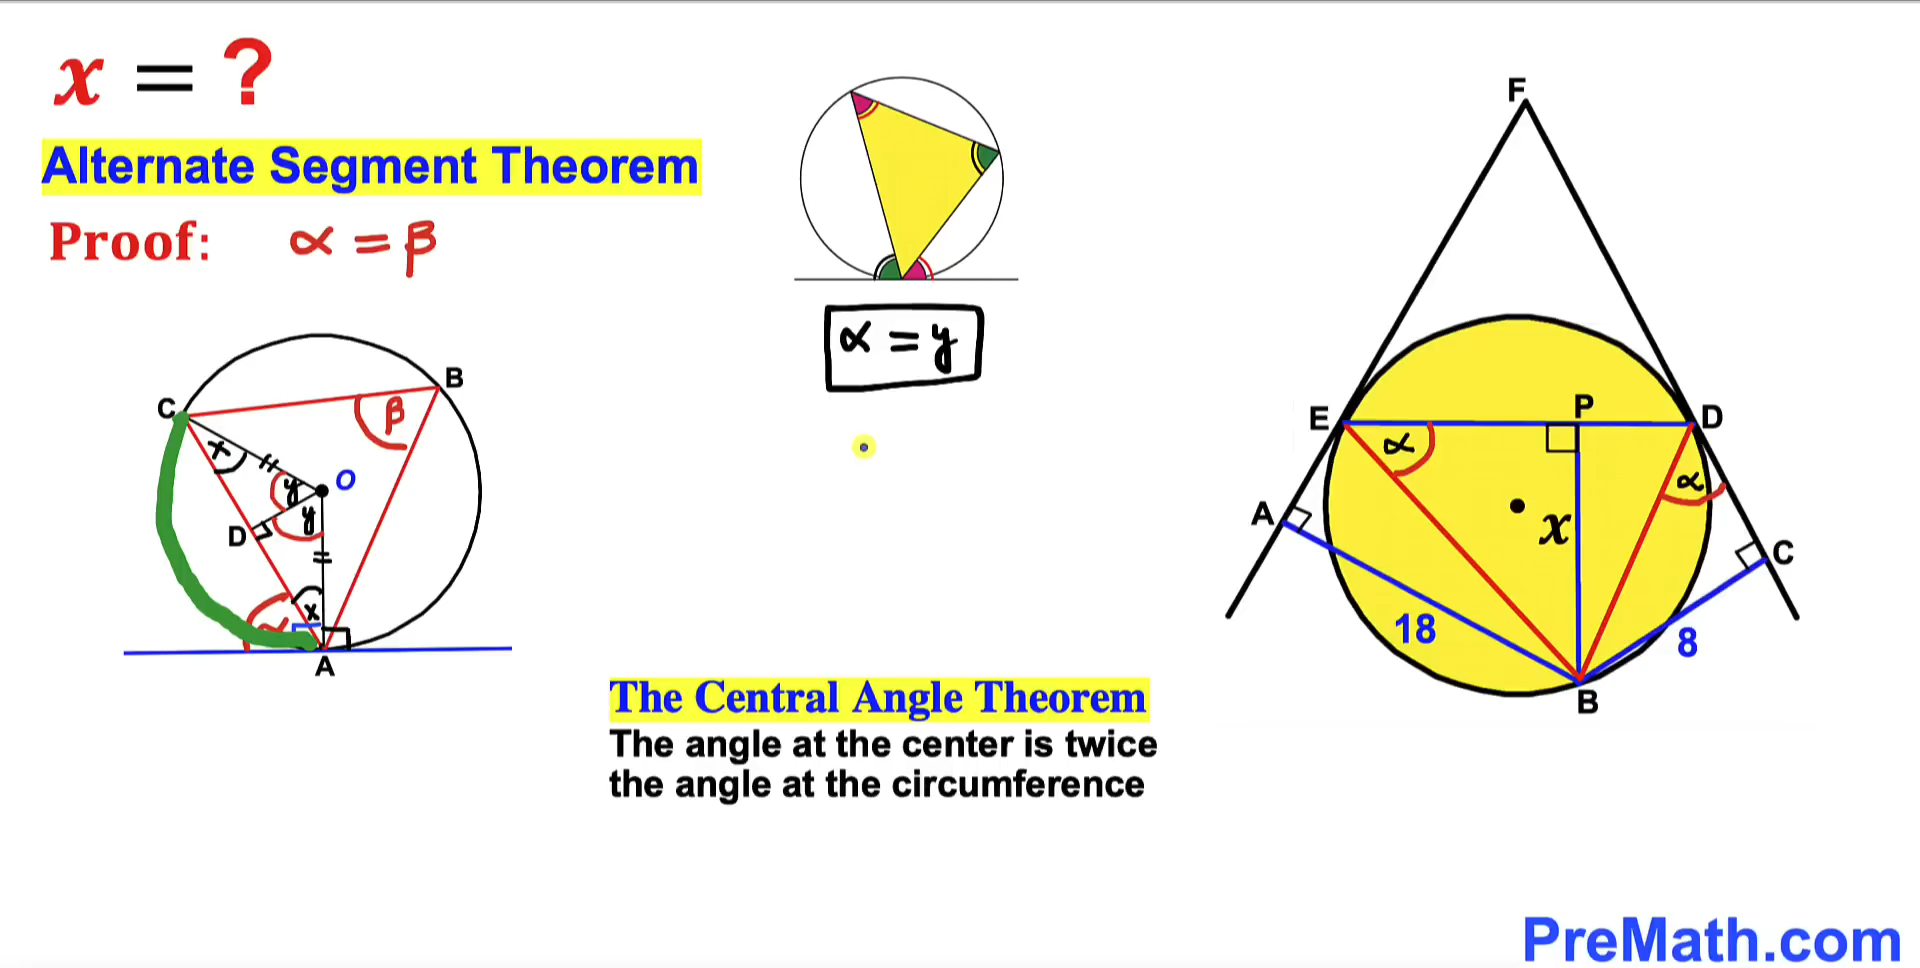 x = ?
Alternate Segment Theorem
Proof: α = β
α = y
C
B
β
x
y
O
y
D
x
α
A
The Central Angle Theorem
The angle at the center is twice
the angle at the circumference
F
E
P
D
α
α
A
x
C
18
8
B
PreMath.com